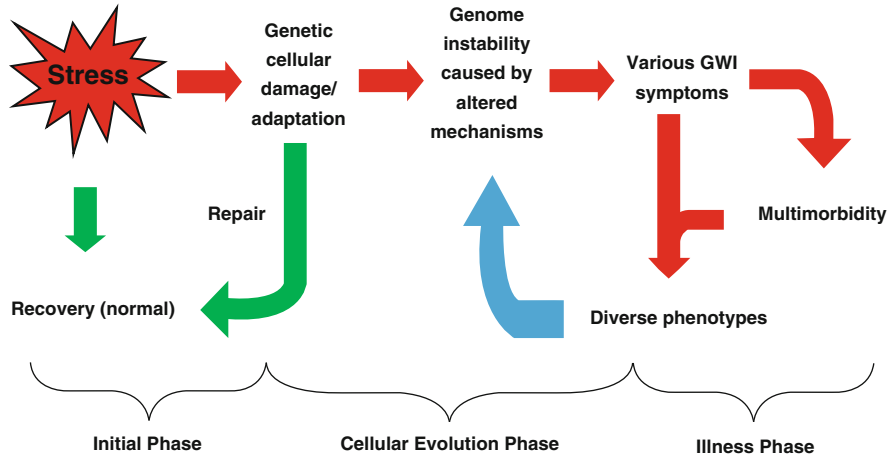 Stress
Genetic
cellular
damage/
adaptation
Genome
instability
caused by
altered
mechanisms
Various GWI
symptoms
Repair
Multimorbidity
Recovery (normal)
Diverse phenotypes
Initial Phase
Cellular Evolution Phase
Illness Phase